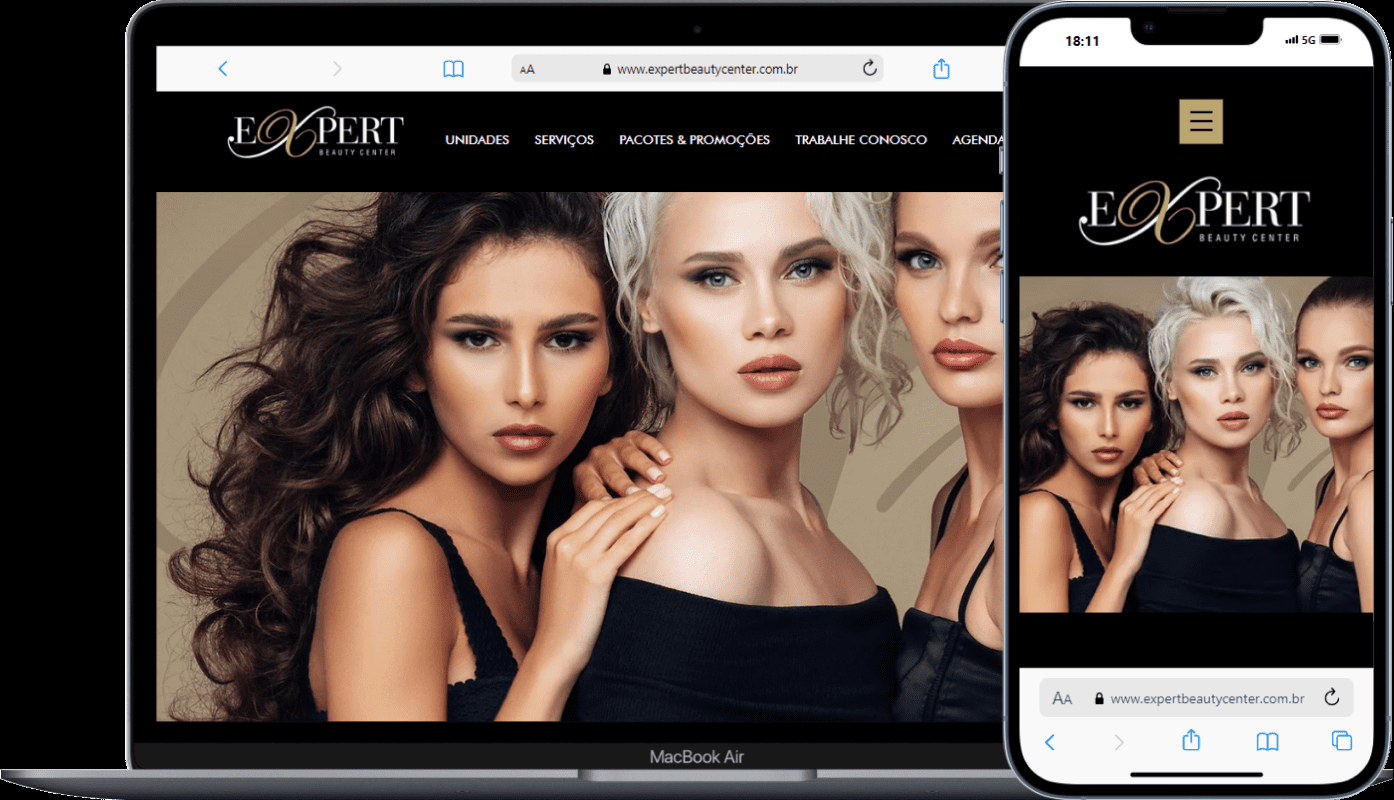 AA www.expertbeautycenter.com.br
EXPERT
BEAUTY CENTER
UNIDADES SERVIÇOS PACOTES & PROMOÇÕES TRABALHE CONOSCO AGENDA
MacBook Air
18:11 5G
EXPERT
BEAUTY CENTER
AA www.expertbeautycenter.com.br